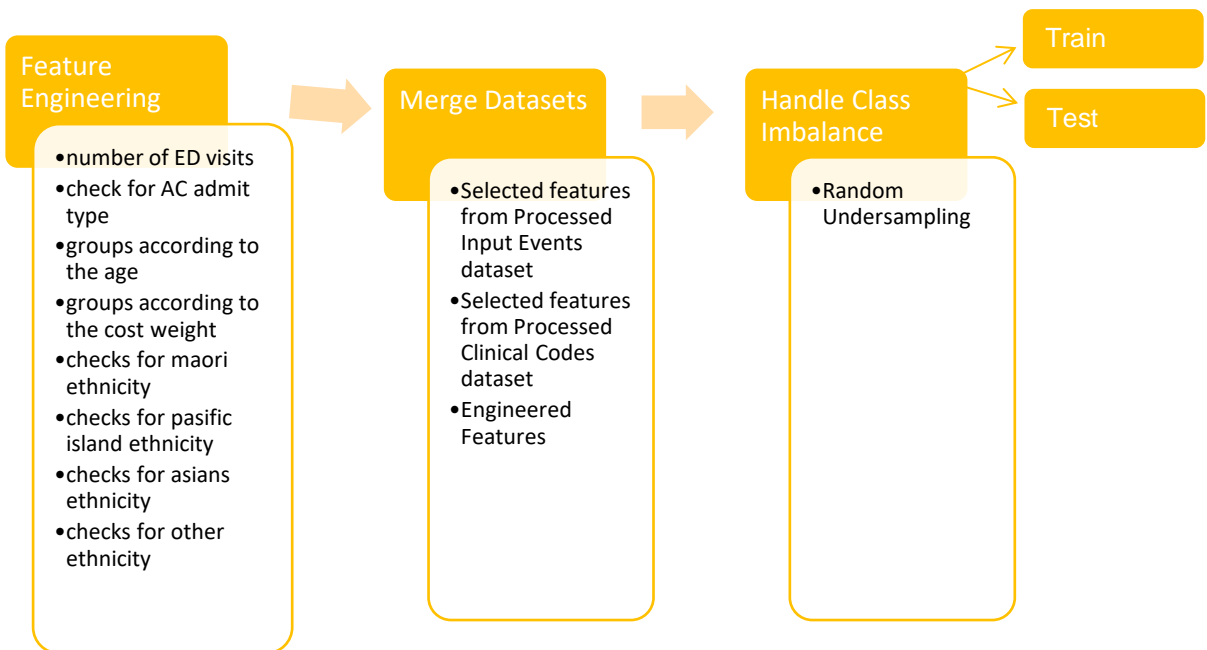 Feature
Engineering
•number of ED visits
•check for AC admit
type
•groups according to
the age
•groups according to
the cost weight
•checks for maori
ethnicity
•checks for pasific
island ethnicity
•checks for asians
ethnicity
•checks for other
ethnicity
Merge Datasets
•Selected features
from Processed
Input Events
dataset
•Selected features
from Processed
Clinical Codes
dataset
•Engineered
Features
Handle Class
Imbalance
•Random
Undersampling
Train
Test